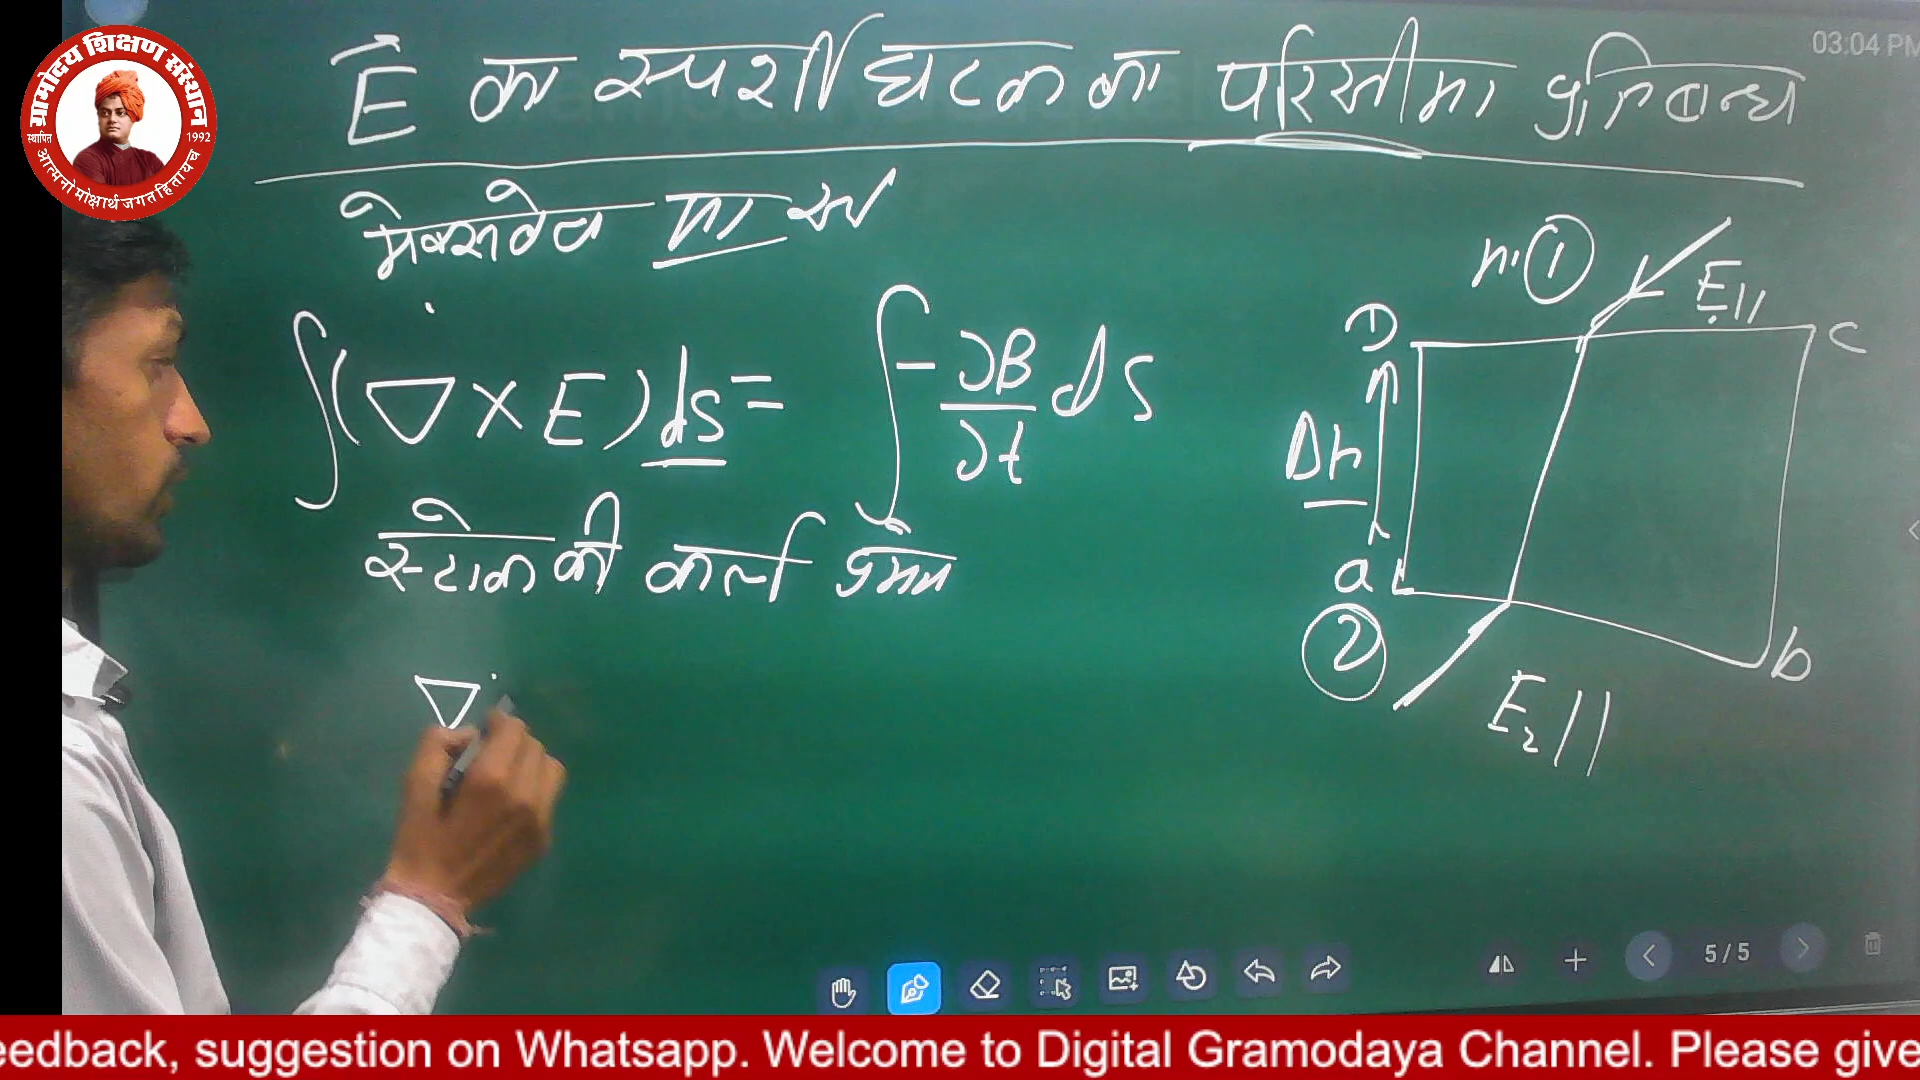 ग्रामोदय शिक्षण संस्थान
स्थापित 1992
आत्मनो मोक्षार्थ जगत हिताय च
03:04 PM
E का स्पर्शी घटक का परिसीमा प्रतिबन्ध
∫(∇×E)ds = ∫-∂B/∂t ds
स्टोक की कर्ल प्रमेय
∇
n. ① E₁//
D C
Δh
a b
② E₂//
5/5
eedback, suggestion on Whatsapp. Welcome to Digital Gramodaya Channel. Please give